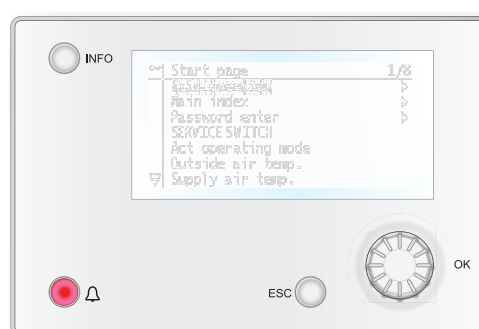 INFO
Start page 1/8
Main index
Password enter
SERVICE SWITCH
Act operating mode
Outside air temp.
Supply air temp.
OK
ESC